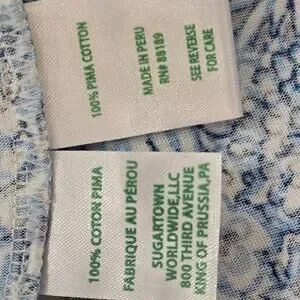 100% PIMA COTTON
MADE IN PERU
RN# 88189
SEE REVERSE
FOR CARE
100% COTON PIMA
FABRIQUE AU PÉROU
SUGARTOWN
WORLDWIDE,LLC
800 THIRD AVENUE
KING OF PRUSSIA,PA